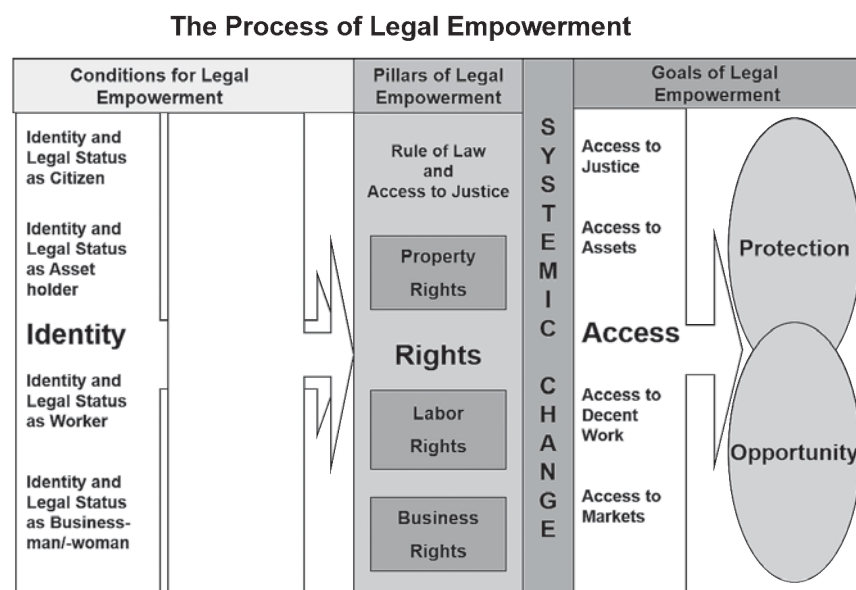 The Process of Legal Empowerment
Conditions for Legal
Empowerment
Identity and
Legal Status
as Citizen
Identity and
Legal Status
as Asset
holder
Identity
Identity and
Legal Status
as Worker
Identity and
Legal Status
as Business-
man/-woman
Pillars of Legal
Empowerment
Rule of Law
and
Access to Justice
Property
Rights
Rights
Labor
Rights
Business
Rights
SYSTEMIC
CHANGE
Goals of Legal
Empowerment
Access to
Justice
Access to
Assets
Access
Access to
Decent
Work
Access to
Markets
Protection
Opportunity